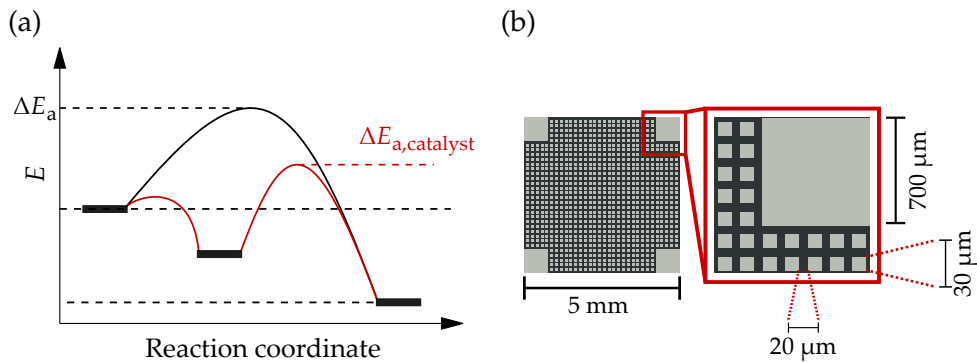 (a)
ΔEa
ΔEa,catalyst
E
Reaction coordinate
(b)
5 mm
700 µm
30 µm
20 µm